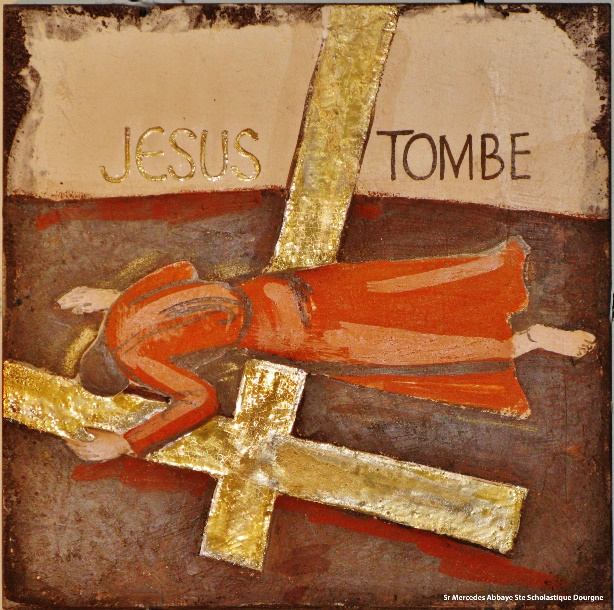 JESUS TOMBE
Sr Mercedes Abbaye Ste Scholastique Dourgne